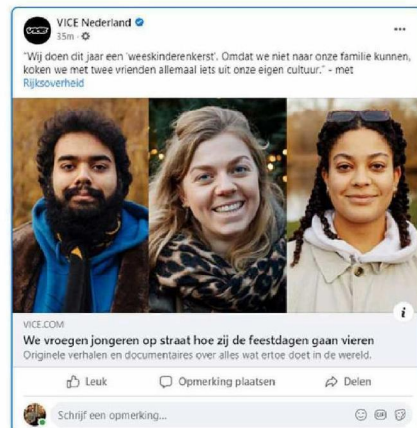 VICE Nederland
35m
"Wij doen dit jaar een 'weeskinderenkerst'. Omdat we niet naar onze familie kunnen,
koken we met twee vrienden allemaal iets uit onze eigen cultuur." - met
Rijksoverheid
VICE.COM
We vroegen jongeren op straat hoe zij de feestdagen gaan vieren
Originele verhalen en documentaires over alles wat ertoe doet in de wereld.
Leuk Opmerking plaatsen Delen
Schrijf een opmerking...